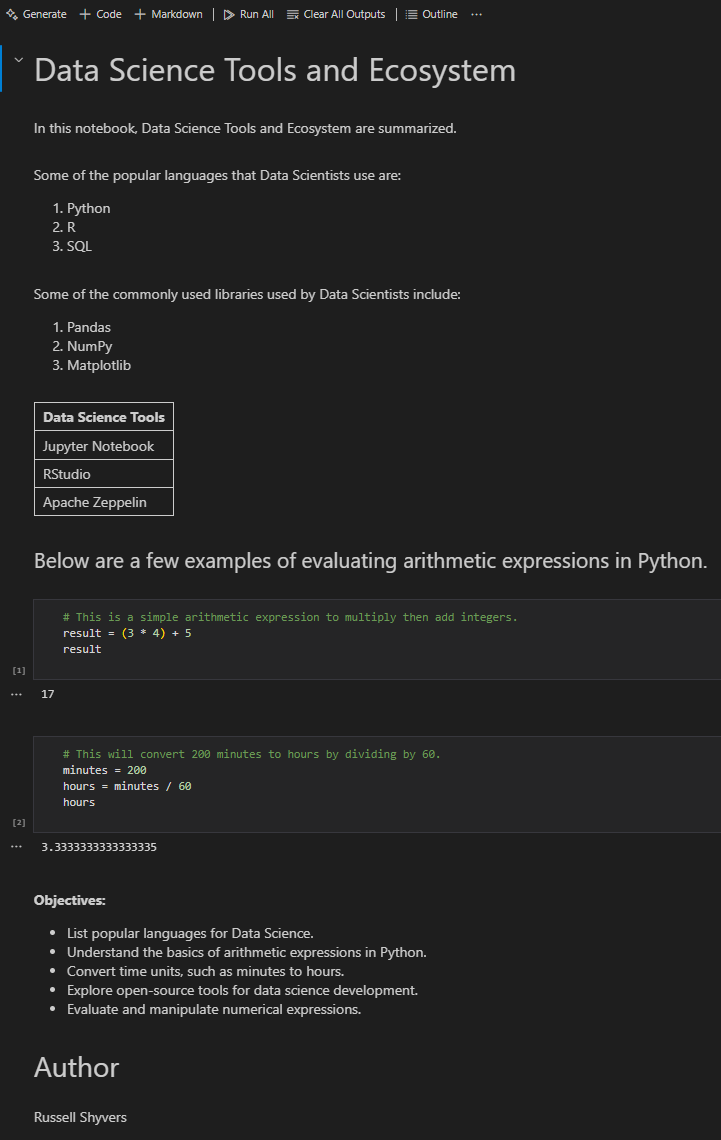 Generate + Code + Markdown | Run All Clear All Outputs | Outline ...
Data Science Tools and Ecosystem
In this notebook, Data Science Tools and Ecosystem are summarized.
Some of the popular languages that Data Scientists use are:
1. Python
2. R
3. SQL
Some of the commonly used libraries used by Data Scientists include:
1. Pandas
2. NumPy
3. Matplotlib
Data Science Tools
Jupyter Notebook
RStudio
Apache Zeppelin
Below are a few examples of evaluating arithmetic expressions in Python.
# This is a simple arithmetic expression to multiply then add integers.
result = (3 * 4) + 5
result
[1]
... 17
# This will convert 200 minutes to hours by dividing by 60.
minutes = 200
hours = minutes / 60
hours
[2]
... 3.3333333333333335
Objectives:
• List popular languages for Data Science.
• Understand the basics of arithmetic expressions in Python.
• Convert time units, such as minutes to hours.
• Explore open-source tools for data science development.
• Evaluate and manipulate numerical expressions.
Author
Russell Shyvers